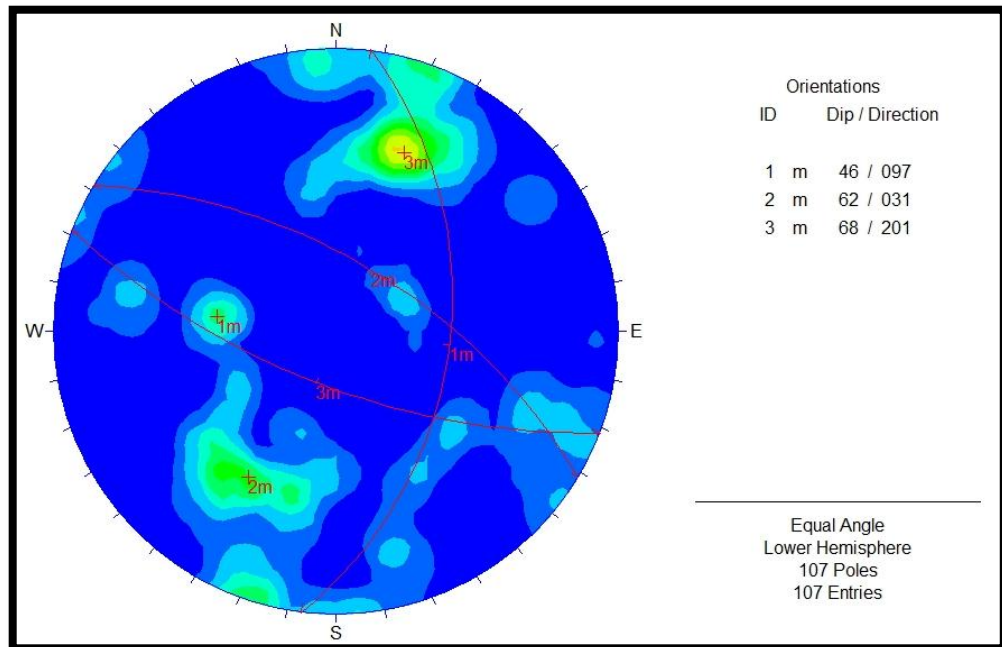 N
W
E
S
3m
2m
1m
1m
3m
2m
Orientations
ID Dip / Direction
1 m 46 / 097
2 m 62 / 031
3 m 68 / 201
Equal Angle
Lower Hemisphere
107 Poles
107 Entries